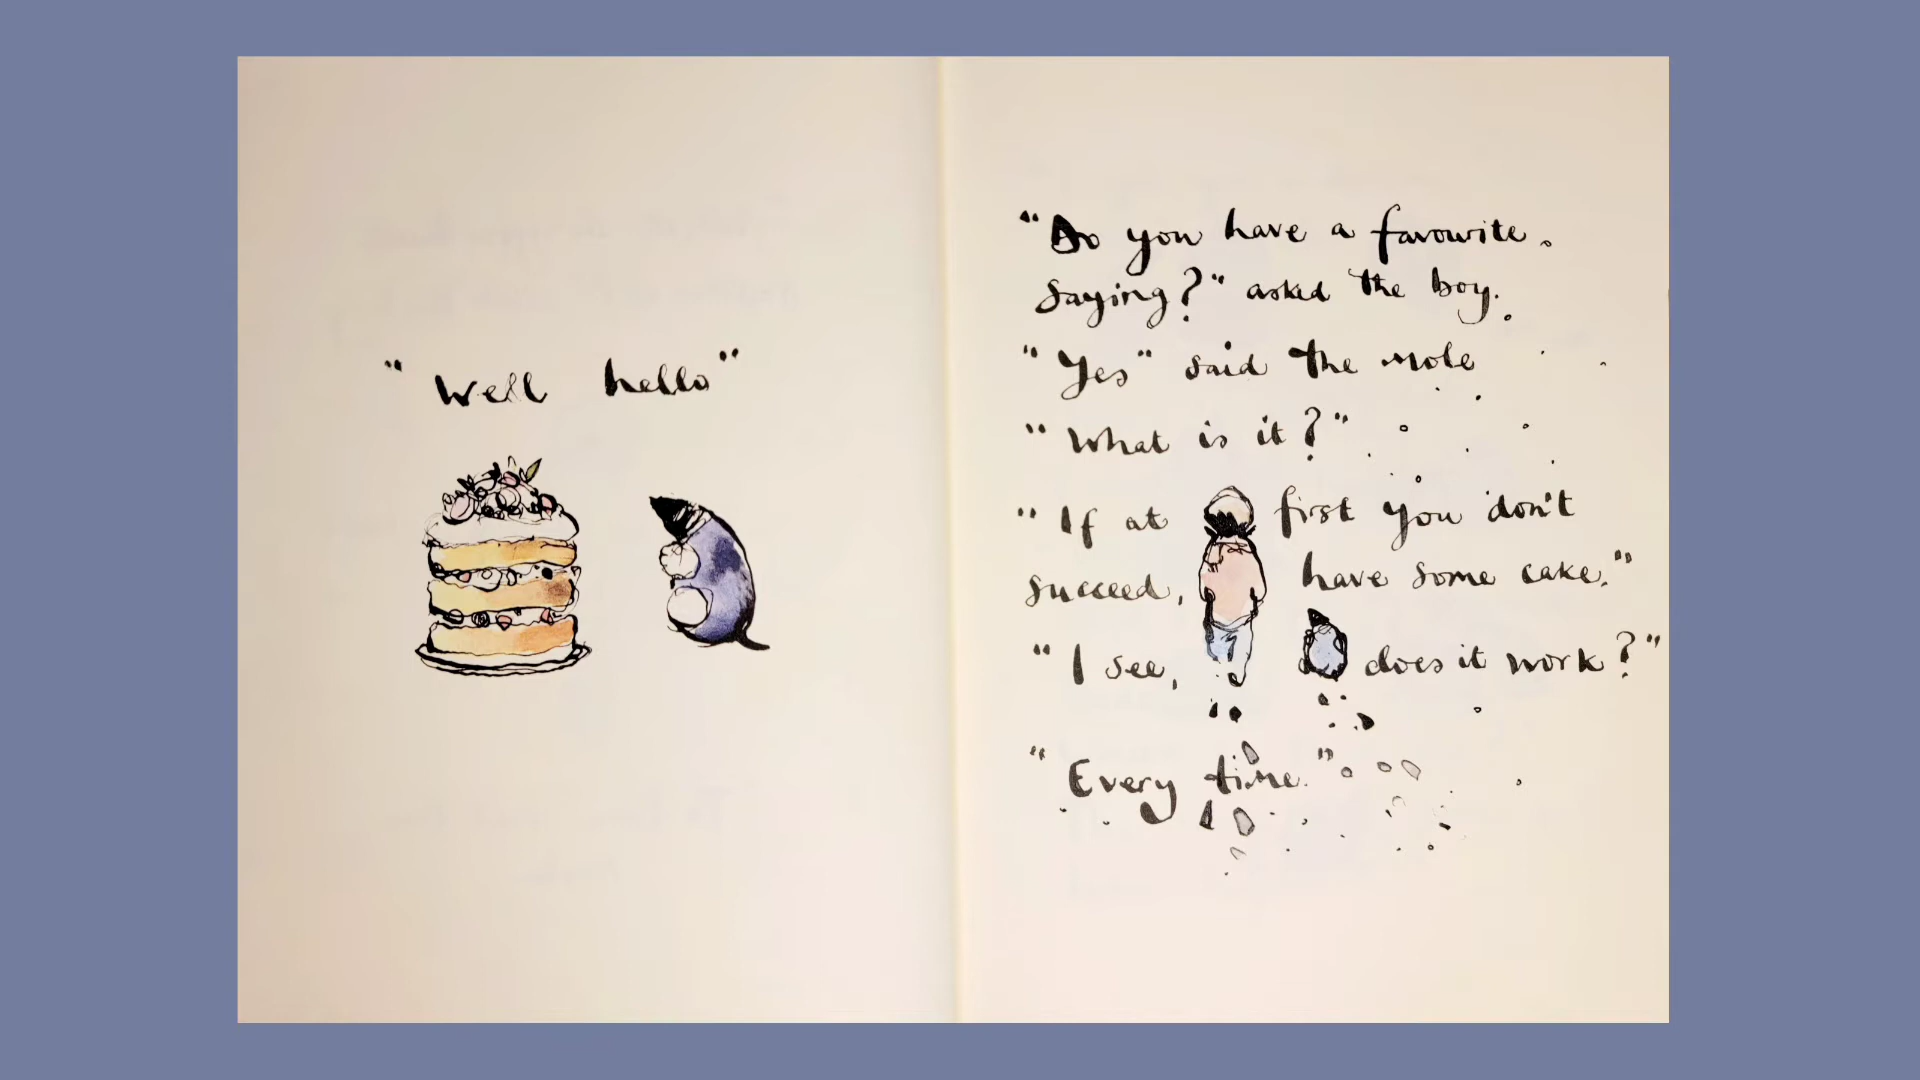 "Well hello"
"Do you have a favourite
saying?" asked the boy.
"Yes" said the mole
"What is it?"
"If at first you don't
succeed, have some cake."
"I see, does it work?"
"Every time."